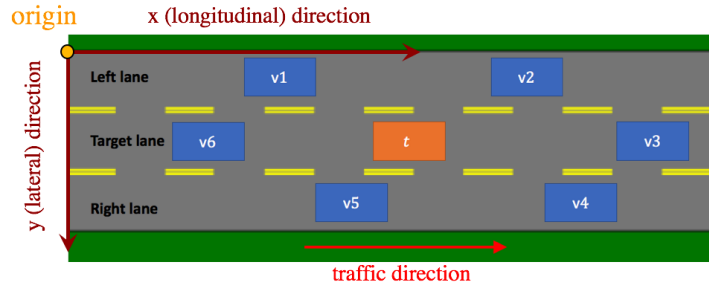 origin
x (longitudinal) direction
y (lateral) direction
Left lane
v1
v2
Target lane
v6
t
v3
Right lane
v5
v4
traffic direction